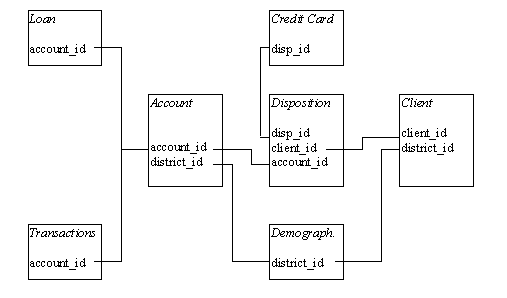 Loan
account_id
Credit Card
disp_id
Account
account_id
district_id
Disposition
disp_id
client_id
account_id
Client
client_id
district_id
Transactions
account_id
Demograph.
district_id